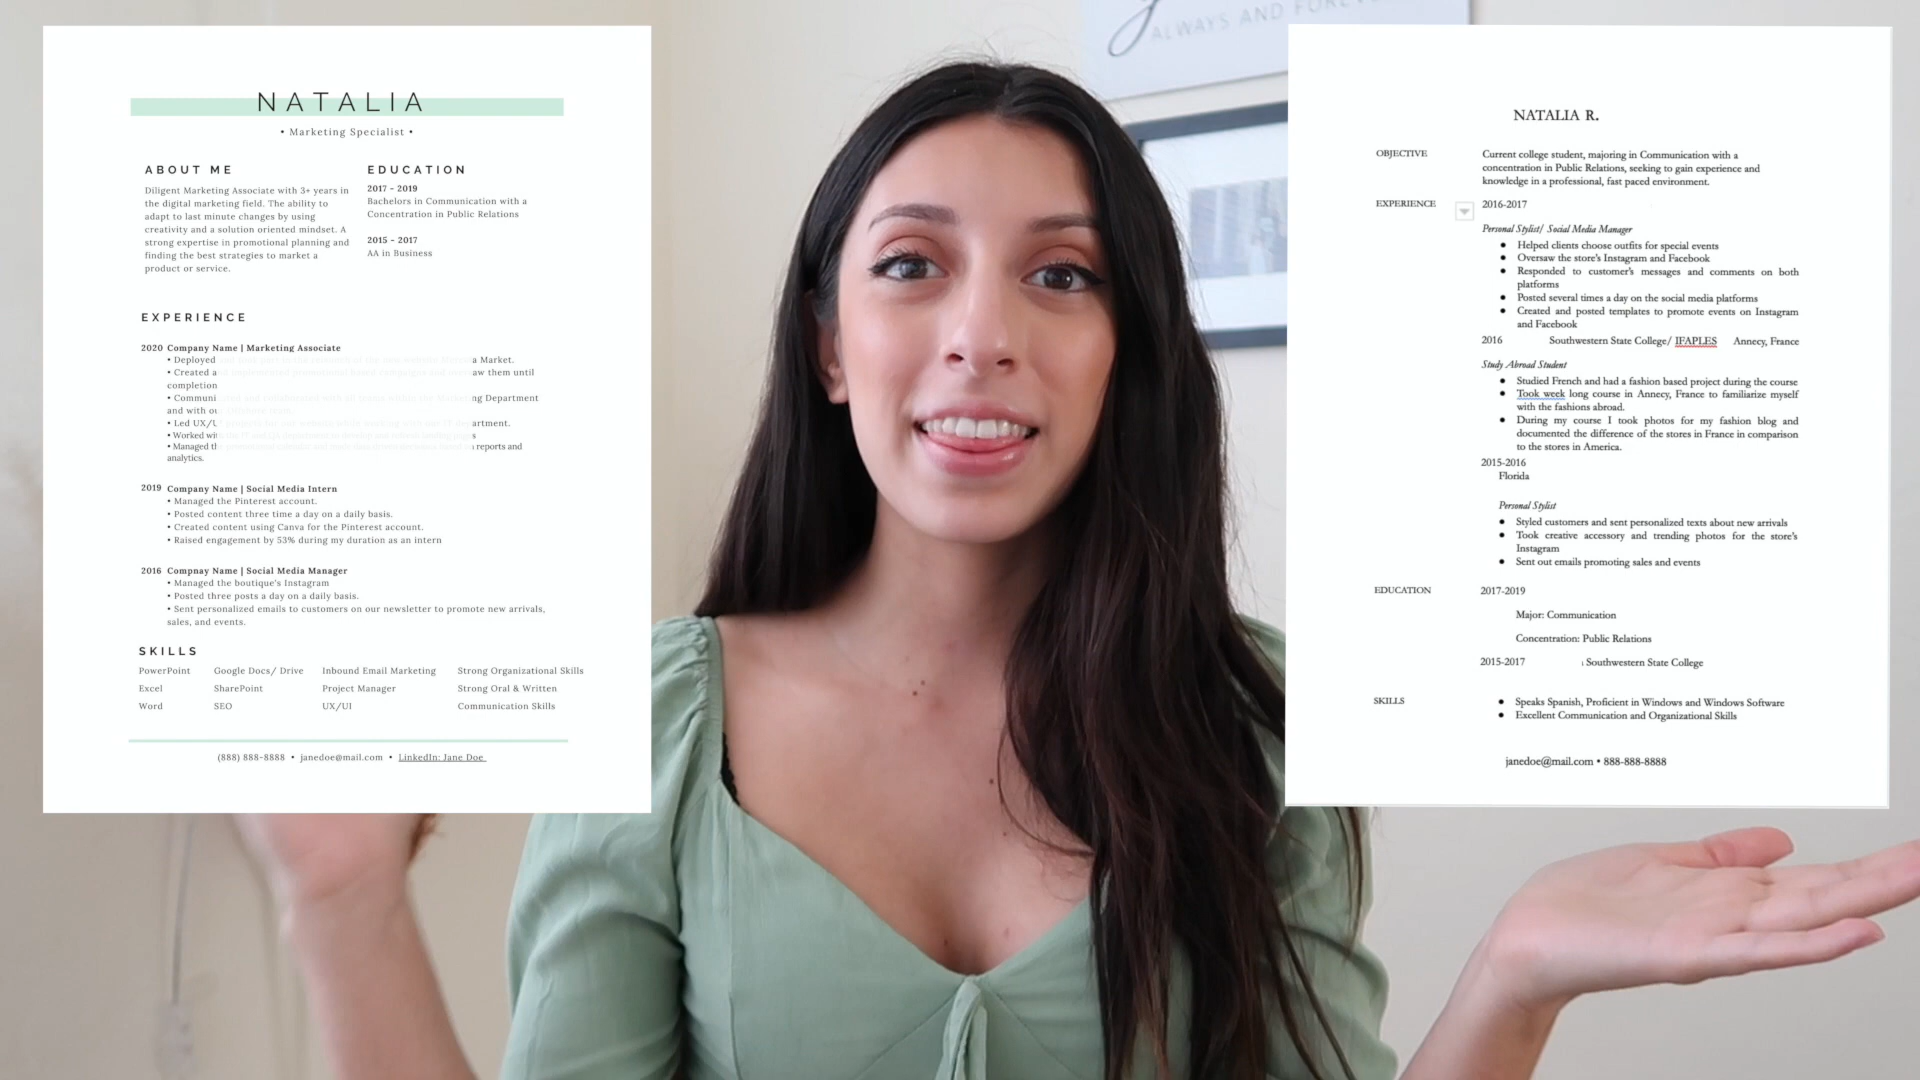 ALWAYS AND FOREVER
NATALIA
• Marketing Specialist •
ABOUT ME
Diligent Marketing Associate with 3+ years in
the digital marketing field. The ability to
adapt to last minute changes by using
creativity and a solution oriented mindset. A
strong expertise in promotional planning and
finding the best strategies to market a
product or service.
EDUCATION
2017 - 2019
Bachelors in Communication with a
Concentration in Public Relations
2015 - 2017
AA in Business
EXPERIENCE
2020 Company Name | Marketing Associate
• Deployed a Market.
• Created aw them until
completion
• Communi ng Department
and with
• Led UX/U artment.
• Worked
• Managed reports and
analytics.
2019 Company Name | Social Media Intern
• Managed the Pinterest account.
• Posted content three time a day on a daily basis.
• Created content using Canva for the Pinterest account.
• Raised engagement by 53% during my duration as an intern
2016 Compnay Name | Social Media Manager
• Managed the boutique's Instagram
• Posted three posts a day on a daily basis.
• Sent personalized emails to customers on our newsletter to promote new arrivals,
sales, and events.
SKILLS
PowerPoint Google Docs/ Drive Inbound Email Marketing Strong Organizational Skills
Excel SharePoint Project Manager Strong Oral & Written
Word SEO UX/UI Communication Skills
(888) 888-8888 • janedoe@mail.com • LinkedIn: Jane Doe
NATALIA R.
OBJECTIVE
Current college student, majoring in Communication with a
concentration in Public Relations, seeking to gain experience and
knowledge in a professional, fast paced environment.
EXPERIENCE
2016-2017
Personal Stylist/ Social Media Manager
● Helped clients choose outfits for special events
● Oversaw the store's Instagram and Facebook
● Responded to customer's messages and comments on both
platforms
● Posted several times a day on the social media platforms
● Created and posted templates to promote events on Instagram
and Facebook
2016 Southwestern State College/ IFAPLES Annecy, France
Study Abroad Student
● Studied French and had a fashion based project during the course
● Took week long course in Annecy, France to familiarize myself
with the fashions abroad.
● During my course I took photos for my fashion blog and
documented the difference of the stores in France in comparison
to the stores in America.
2015-2016
Florida
Personal Stylist
● Styled customers and sent personalized texts about new arrivals
● Took creative accessory and trending photos for the store's
Instagram
● Sent out emails promoting sales and events
EDUCATION
2017-2019
Major: Communication
Concentration: Public Relations
2015-2017 Southwestern State College
SKILLS
● Speaks Spanish, Proficient in Windows and Windows Software
● Excellent Communication and Organizational Skills
janedoe@mail.com • 888-888-8888